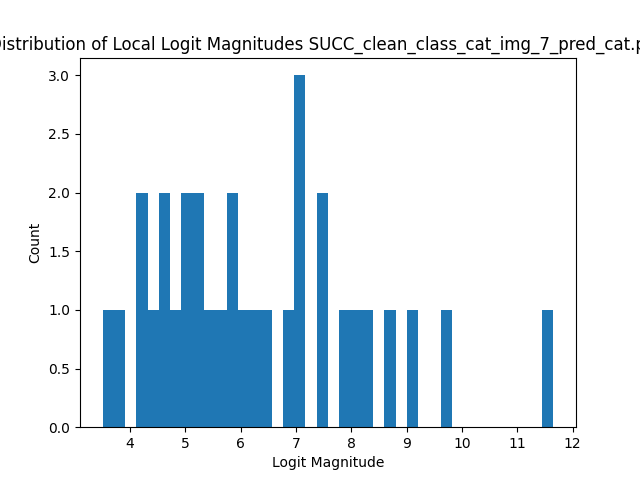 istribution of Local Logit Magnitudes SUCC_clean_class_cat_img_7_pred_cat.p
3.0
2.5
2.0
1.5
1.0
0.5
0.0
Count
4 5 6 7 8 9 10 11 12
Logit Magnitude